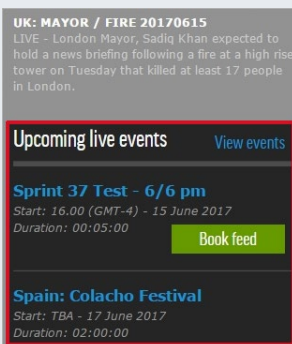 UK: MAYOR / FIRE 20170615
LIVE - London Mayor, Sadiq Khan expected to
hold a news briefing following a fire at a high rise
tower on Tuesday that killed at least 17 people
in London.
Upcoming live events
View events
Sprint 37 Test - 6/6 pm
Start: 16.00 (GMT-4) - 15 June 2017
Duration: 00:05:00
Book feed
Spain: Colacho Festival
Start: TBA - 17 June 2017
Duration: 02:00:00